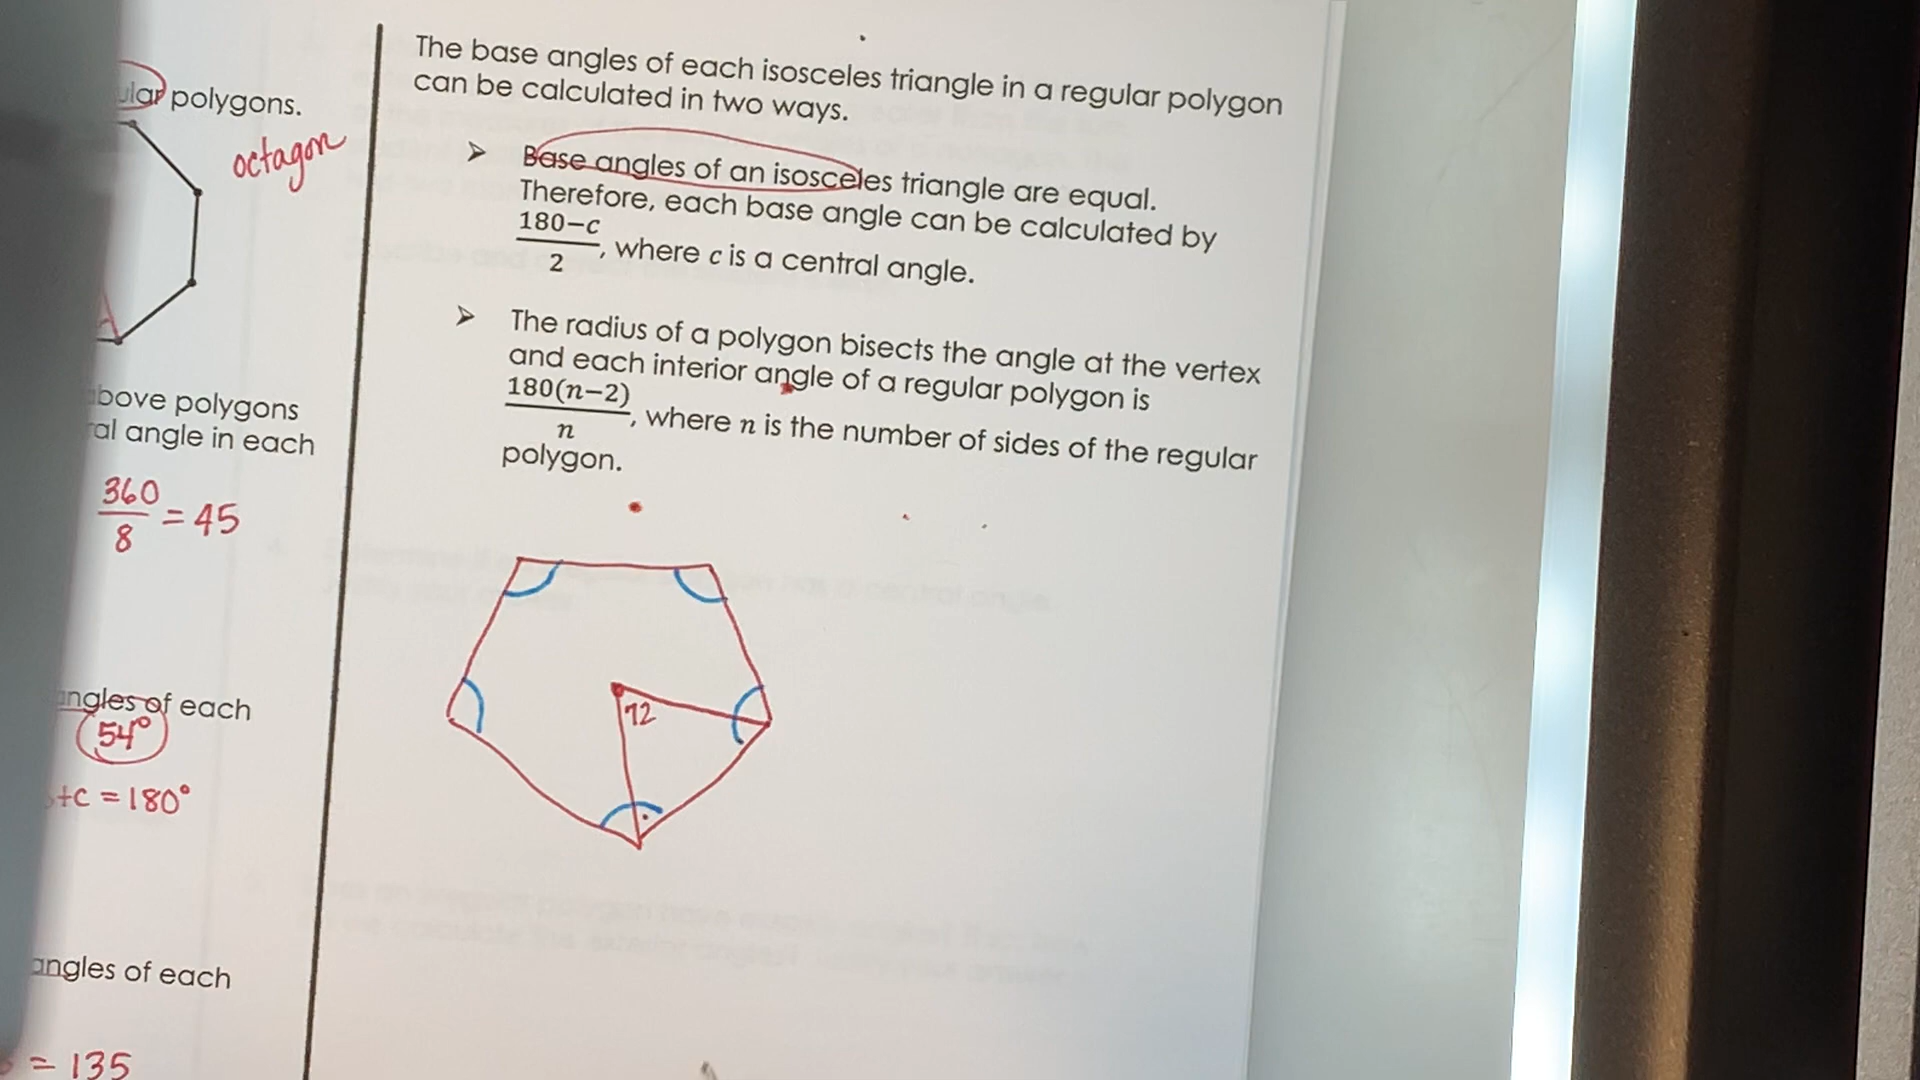 polygons.
octagon
above polygons
angle in each
360
8
= 45
angles of each
54°
+c = 180°
angles of each
= 135
The base angles of each isosceles triangle in a regular polygon
can be calculated in two ways.
➤ Base angles of an isosceles triangle are equal.
Therefore, each base angle can be calculated by
180−c
2
, where c is a central angle.
➤ The radius of a polygon bisects the angle at the vertex
and each interior angle of a regular polygon is
180(n−2)
n
, where n is the number of sides of the regular
polygon.
72